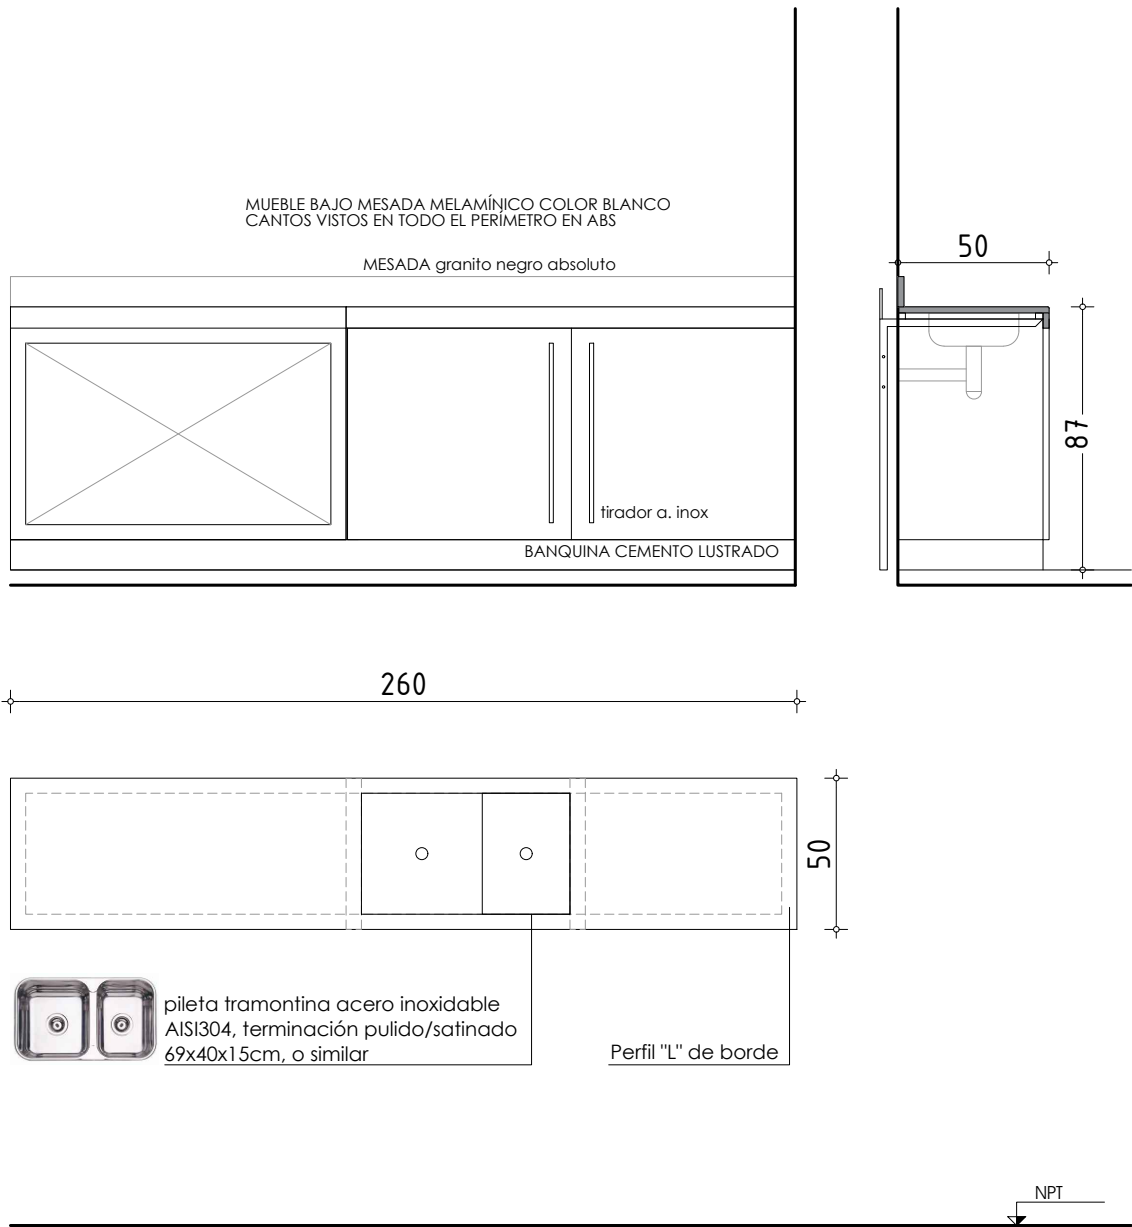 MUEBLE BAJO MESADA MELAMÍNICO COLOR BLANCO
CANTOS VISTOS EN TODO EL PERÍMETRO EN ABS
MESADA granito negro absoluto
50
87
tirador a. inox
BANQUINA CEMENTO LUSTRADO
260
50
pileta tramontina acero inoxidable
AISI304, terminación pulido/satinado
69x40x15cm, o similar
Perfil "L" de borde
NPT